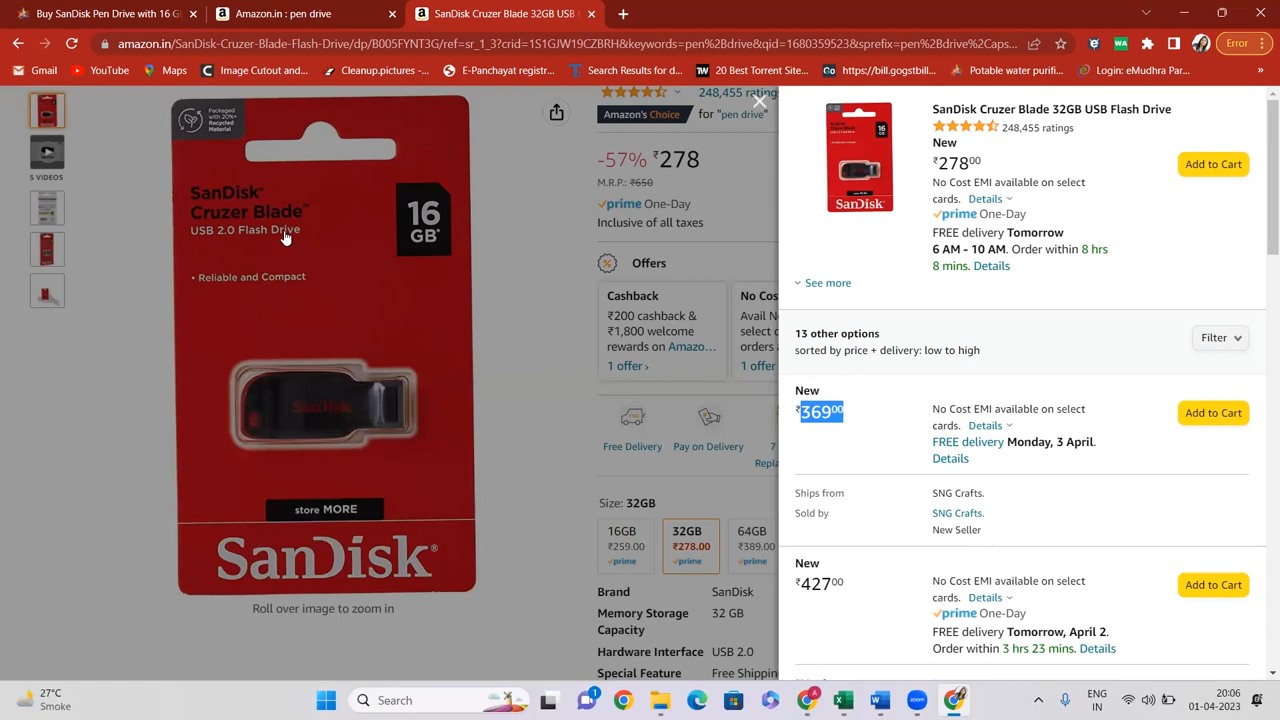 Buy SanDisk Pen Drive with 16 G
Amazon.in : pen drive
SanDisk Cruzer Blade 32GB USB
amazon.in/SanDisk-Cruzer-Blade-Flash-Drive/dp/B005FYNT3G/ref=sr_1_3?crid=1S1GJW19CZBRH&keywords=pen%2Bdrive&qid=1680359523&sprefix=pen%2Bdrive%2Caps...
Error
Gmail
YouTube
Maps
Image Cutout and...
Cleanup.pictures -...
E-Panchayat registr...
Search Results for d...
20 Best Torrent Site...
https://bill.gogstbill...
Potable water purifi...
Login: eMudhra Par...
5 VIDEOS
Packaged
with 20%+
Recycled
Material
SanDisk®
Cruzer Blade™
USB 2.0 Flash Drive
16
GB*
• Reliable and Compact
SanDisk
store MORE
SanDisk®
Roll over image to zoom in
248,455 ratings
Amazon's Choice for "pen drive"
-57% ₹278
M.R.P.: ₹650
prime One-Day
Inclusive of all taxes
Offers
Cashback
₹200 cashback &
₹1,800 welcome
rewards on Amazo...
1 offer ›
No Cos
Avail N
select c
orders a
1 offer
Free Delivery
Pay on Delivery
7
Repla
Size: 32GB
16GB
₹259.00
prime
32GB
₹278.00
prime
64GB
₹389.00
prime
Brand SanDisk
Memory Storage 32 GB
Capacity
Hardware Interface USB 2.0
Special Feature Free Shipping
SanDisk
16
SanDisk Cruzer Blade 32GB USB Flash Drive
248,455 ratings
New
₹278⁰⁰
Add to Cart
No Cost EMI available on select
cards. Details
prime One-Day
FREE delivery Tomorrow
6 AM - 10 AM. Order within 8 hrs
8 mins. Details
See more
13 other options
sorted by price + delivery: low to high
Filter
New
₹369⁰⁰
No Cost EMI available on select
cards. Details
FREE delivery Monday, 3 April.
Details
Add to Cart
Ships from SNG Crafts.
Sold by SNG Crafts.
New Seller
New
₹427⁰⁰
No Cost EMI available on select
cards. Details
prime One-Day
FREE delivery Tomorrow, April 2.
Order within 3 hrs 23 mins. Details
Add to Cart
27°C
Smoke
Search
1
ENG
IN
20:06
01-04-2023